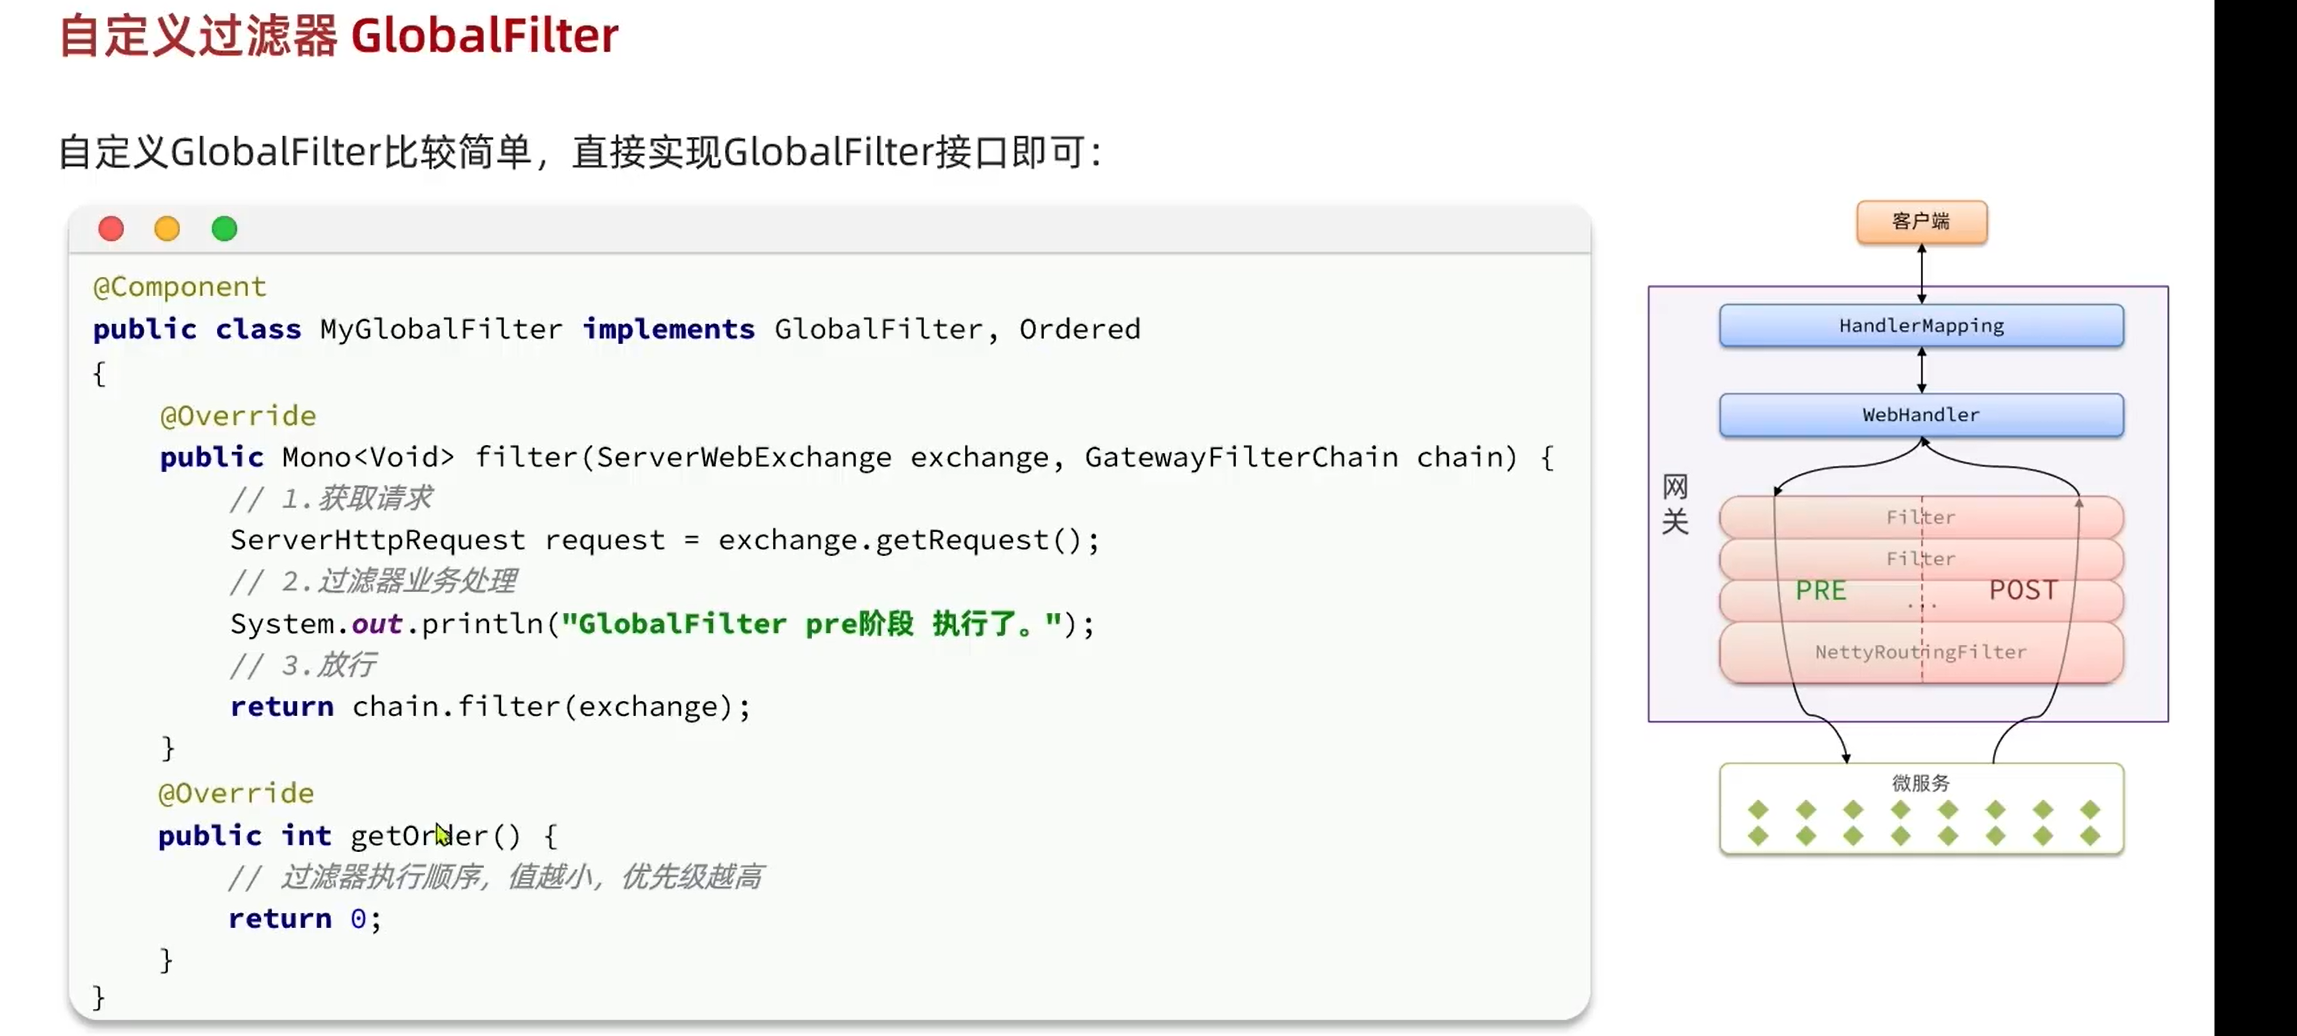 自定义过滤器 GlobalFilter
自定义GlobalFilter比较简单，直接实现GlobalFilter接口即可：
@Component
public class MyGlobalFilter implements GlobalFilter, Ordered
{
@Override
public Mono<Void> filter(ServerWebExchange exchange, GatewayFilterChain chain) {
// 1.获取请求
ServerHttpRequest request = exchange.getRequest();
// 2.过滤器业务处理
System.out.println("GlobalFilter pre阶段 执行了。");
// 3.放行
return chain.filter(exchange);
}
@Override
public int getOrder() {
// 过滤器执行顺序，值越小，优先级越高
return 0;
}
}
客户端
HandlerMapping
WebHandler
网
关
Filter
Filter
PRE
...
POST
NettyRoutingFilter
微服务